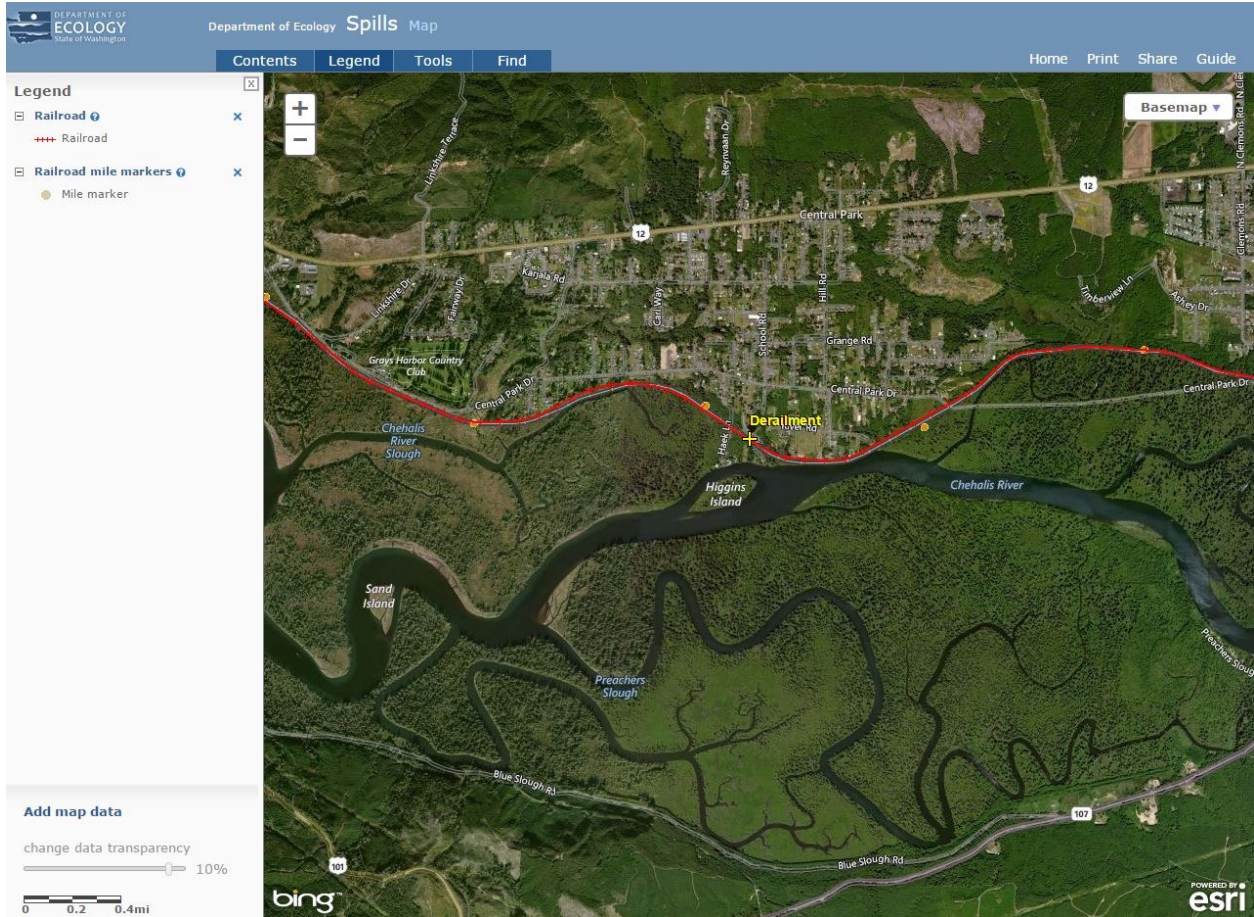 DEPARTMENT OF
ECOLOGY
State of Washington
Department of Ecology Spills Map
Contents Legend Tools Find
Home Print Share Guide
Legend
Railroad
Railroad
Railroad mile markers
Mile marker
Add map data
change data transparency
10%
0 0.2 0.4mi
Basemap
N Clemons Rd
Clemons Rd
Linkshire Terrace
Reynvaan Dr
12
Central Park
12
Karjala Rd
Linkshire Dr
Fairway Dr
Carl Way
School Rd
Hill Rd
Timberview Ln
Ashey Dr
Grange Rd
Grays Harbor Country
Club
Central Park Dr
Central Park Dr
Central Park Dr
Derailment
River Rd
Haek Ln
Chehalis
River
Slough
Higgins
Island
Chehalis River
Sand
Island
Preachers
Slough
Preachers Slough
Blue Slough Rd
107
Blue Slough Rd
101
bing
POWERED BY
esri